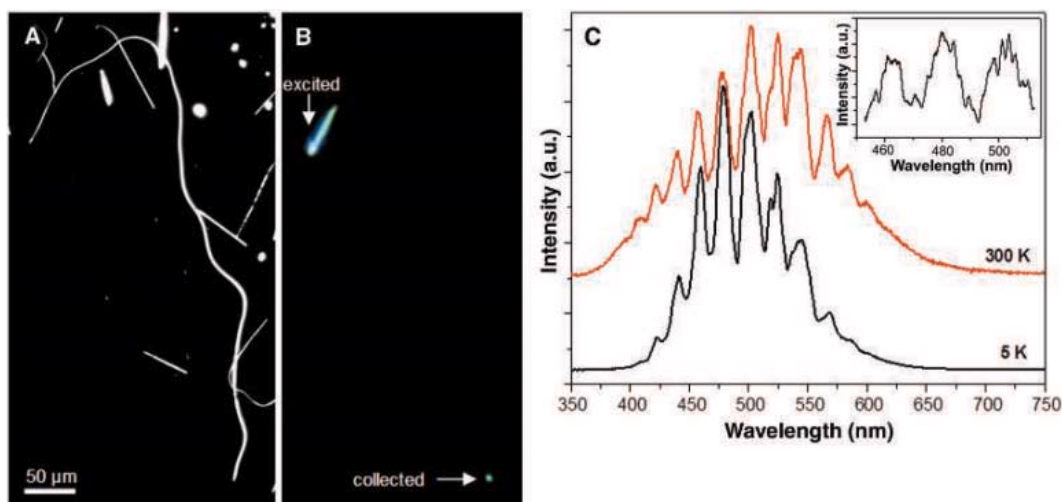 A
B
excited
collected
50 µm
C
Intensity (a.u.)
300 K
5 K
350 400 450 500 550 600 650 700 750
Wavelength (nm)
Intensity (a.u.)
460 480 500
Wavelength (nm)